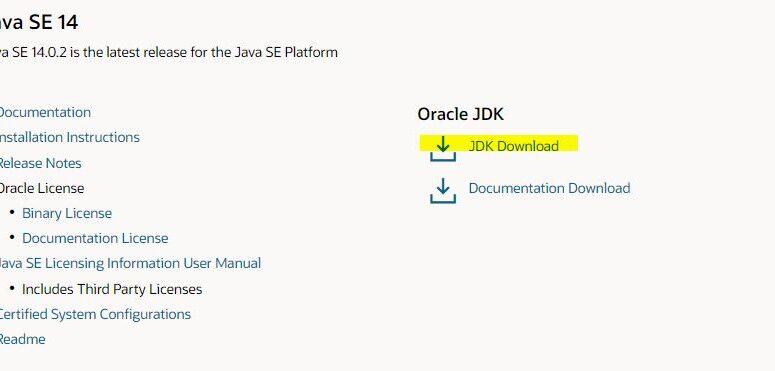 va SE 14
a SE 14.0.2 is the latest release for the Java SE Platform
Documentation
nstallation Instructions
Release Notes
Oracle License
• Binary License
• Documentation License
Java SE Licensing Information User Manual
• Includes Third Party Licenses
Certified System Configurations
Readme
Oracle JDK
JDK Download
Documentation Download